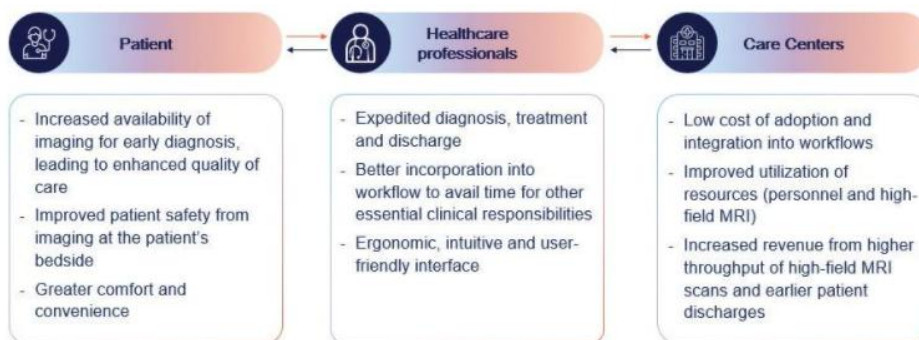 Patient
Healthcare
professionals
Care Centers
- Increased availability of
imaging for early diagnosis,
leading to enhanced quality of
care
- Improved patient safety from
imaging at the patient's
bedside
- Greater comfort and
convenience
- Expedited diagnosis, treatment
and discharge
- Better incorporation into
workflow to avail time for other
essential clinical responsibilities
- Ergonomic, intuitive and user-
friendly interface
- Low cost of adoption and
integration into workflows
- Improved utilization of
resources (personnel and high-
field MRI)
- Increased revenue from higher
throughput of high-field MRI
scans and earlier patient
discharges